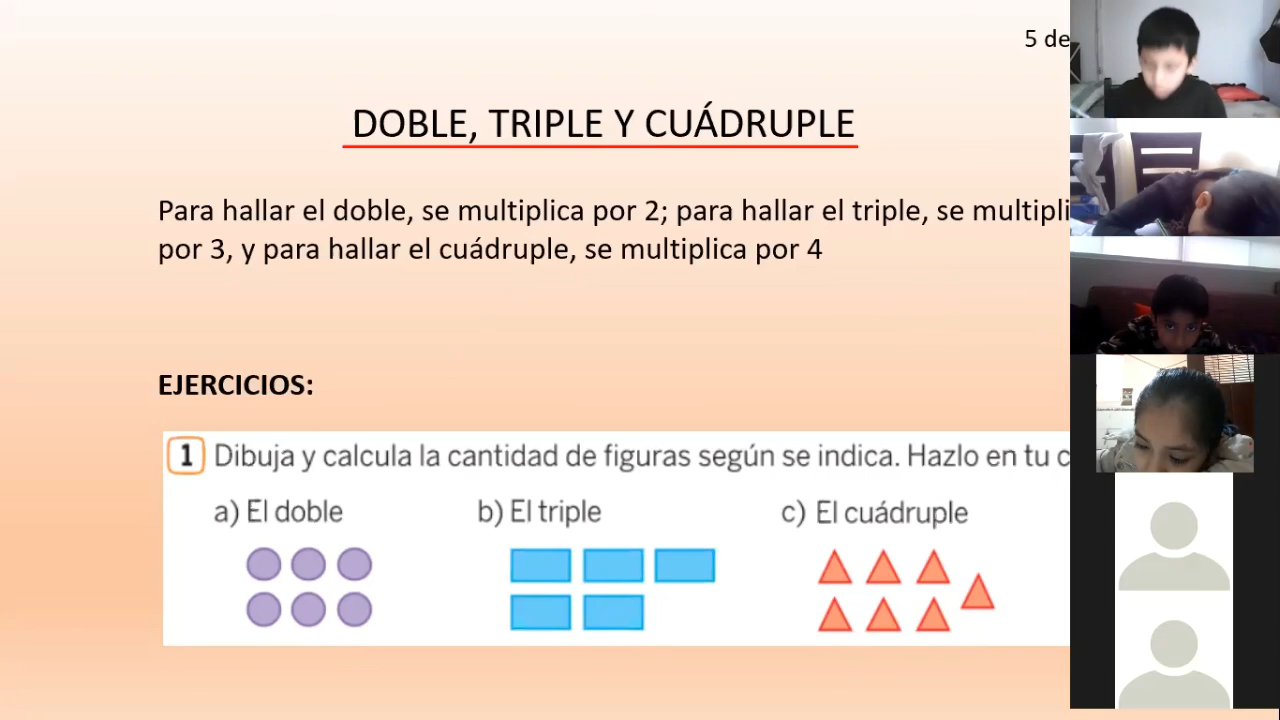 5 de
DOBLE, TRIPLE Y CUÁDRUPLE
Para hallar el doble, se multiplica por 2; para hallar el triple, se multipli
por 3, y para hallar el cuádruple, se multiplica por 4
EJERCICIOS:
1 Dibuja y calcula la cantidad de figuras según se indica. Hazlo en tu c
a) El doble b) El triple c) El cuádruple